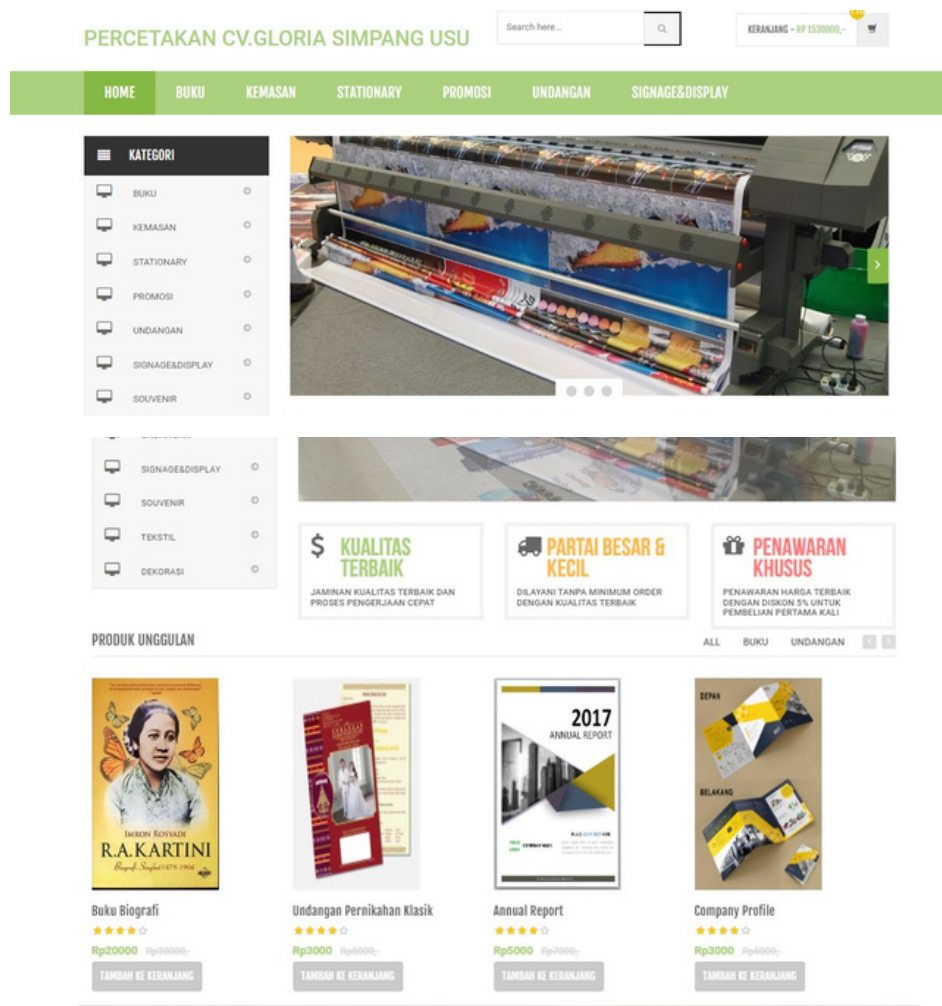 PERCETAKAN CV.GLORIA SIMPANG USU
Search here...
KERANJANG - RP 1530000,-
HOME BUKU KEMASAN STATIONARY PROMOSI UNDANGAN SIGNAGE&DISPLAY
KATEGORI
BUKU
KEMASAN
STATIONARY
PROMOSI
UNDANGAN
SIGNAGE&DISPLAY
SOUVENIR
SIGNAGE&DISPLAY
SOUVENIR
TEKSTIL
DEKORASI
KUALITAS
TERBAIK
JAMINAN KUALITAS TERBAIK DAN
PROSES PENGERJAAN CEPAT
PARTAI BESAR &
KECIL
DILAYANI TANPA MINIMUM ORDER
DENGAN KUALITAS TERBAIK
PENAWARAN
KHUSUS
PENAWARAN HARGA TERBAIK
DENGAN DISKON 5% UNTUK
PEMBELIAN PERTAMA KALI
PRODUK UNGGULAN
ALL BUKU UNDANGAN
IMRON ROSYADI
R.A.KARTINI
Biografi Singkat 1879-1904
2017
ANNUAL REPORT
DEPAN
BELAKANG
Buku Biografi
Rp20000 Rp30000,-
TAMBAH KE KERANJANG
Undangan Pernikahan Klasik
Rp3000 Rp5000,-
TAMBAH KE KERANJANG
Annual Report
Rp5000 Rp7000,-
TAMBAH KE KERANJANG
Company Profile
Rp3000 Rp5000,-
TAMBAH KE KERANJANG